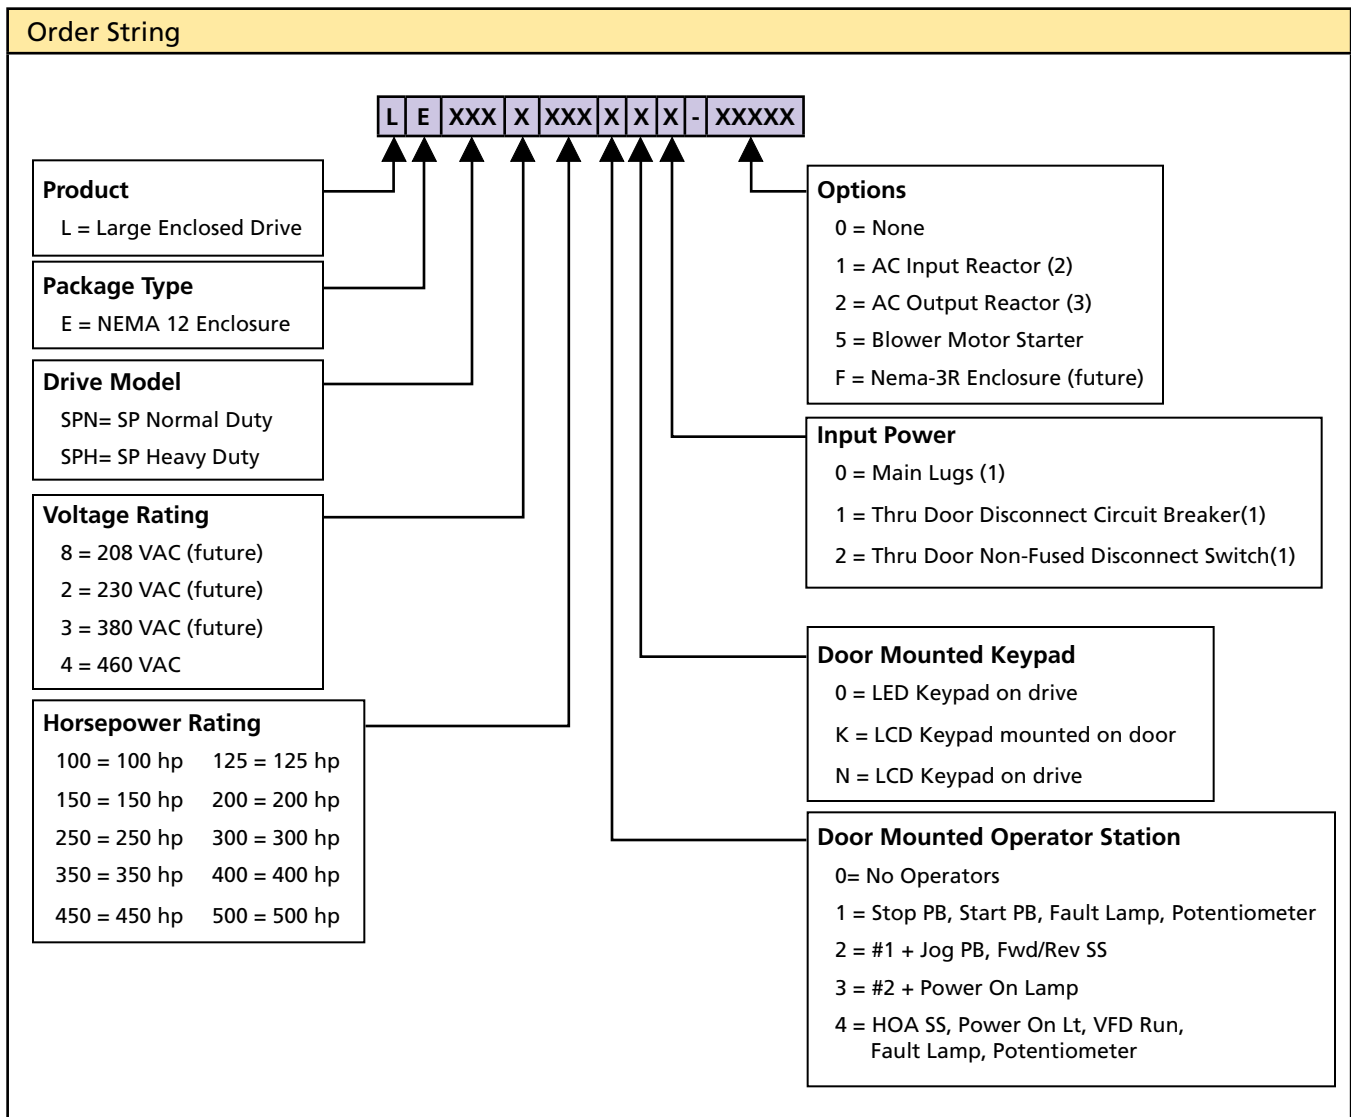 Order String
L E XXX X XXX X X X - XXXXX
Product
L = Large Enclosed Drive
Package Type
E = NEMA 12 Enclosure
Drive Model
SPN= SP Normal Duty
SPH= SP Heavy Duty
Voltage Rating
8 = 208 VAC (future)
2 = 230 VAC (future)
3 = 380 VAC (future)
4 = 460 VAC
Horsepower Rating
100 = 100 hp 125 = 125 hp
150 = 150 hp 200 = 200 hp
250 = 250 hp 300 = 300 hp
350 = 350 hp 400 = 400 hp
450 = 450 hp 500 = 500 hp
Options
0 = None
1 = AC Input Reactor (2)
2 = AC Output Reactor (3)
5 = Blower Motor Starter
F = Nema-3R Enclosure (future)
Input Power
0 = Main Lugs (1)
1 = Thru Door Disconnect Circuit Breaker(1)
2 = Thru Door Non-Fused Disconnect Switch(1)
Door Mounted Keypad
0 = LED Keypad on drive
K = LCD Keypad mounted on door
N = LCD Keypad on drive
Door Mounted Operator Station
0= No Operators
1 = Stop PB, Start PB, Fault Lamp, Potentiometer
2 = #1 + Jog PB, Fwd/Rev SS
3 = #2 + Power On Lamp
4 = HOA SS, Power On Lt, VFD Run,
Fault Lamp, Potentiometer